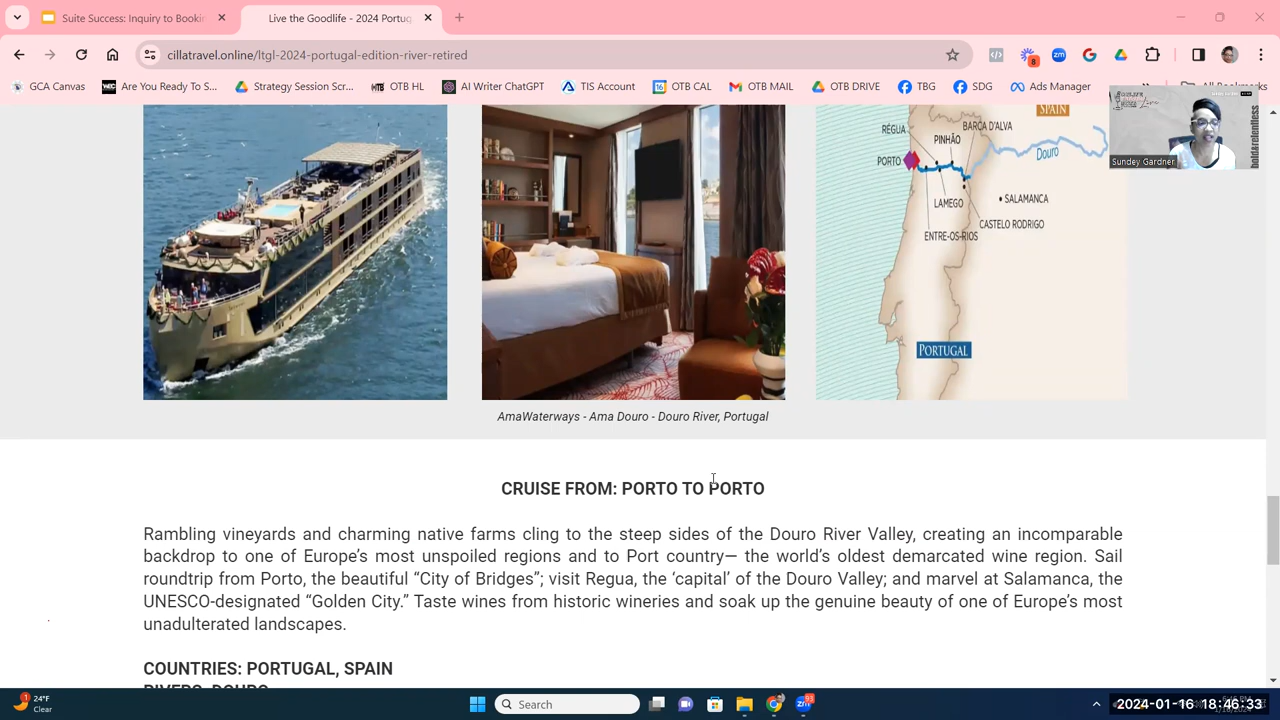 Suite Success: Inquiry to Bookin
Live the Goodlife - 2024 Portug
cillatravel.online/ltgl-2024-portugal-edition-river-retired
8
GCA Canvas
Are You Ready To S...
Strategy Session Scr...
OTB HL
AI Writer ChatGPT
TIS Account
OTB CAL
OTB MAIL
OTB DRIVE
TBG
SDG
Ads Manager
All Bookmarks
Sundey Gardner
bold&relentless
SPAIN
RÉGUA
BARCA D'ALVA
PINHÃO
PORTO
Douro
LAMEGO
SALAMANCA
CASTELO RODRIGO
ENTRE-OS-RIOS
PORTUGAL
AmaWaterways - Ama Douro - Douro River, Portugal
CRUISE FROM: PORTO TO PORTO
Rambling vineyards and charming native farms cling to the steep sides of the Douro River Valley, creating an incomparable
backdrop to one of Europe's most unspoiled regions and to Port country— the world's oldest demarcated wine region. Sail
roundtrip from Porto, the beautiful “City of Bridges”; visit Regua, the ‘capital’ of the Douro Valley; and marvel at Salamanca, the
UNESCO-designated “Golden City.” Taste wines from historic wineries and soak up the genuine beauty of one of Europe's most
unadulterated landscapes.
COUNTRIES: PORTUGAL, SPAIN
RIVERS: DOURO
1
24°F
Clear
Search
2024-01-16 18:46:33